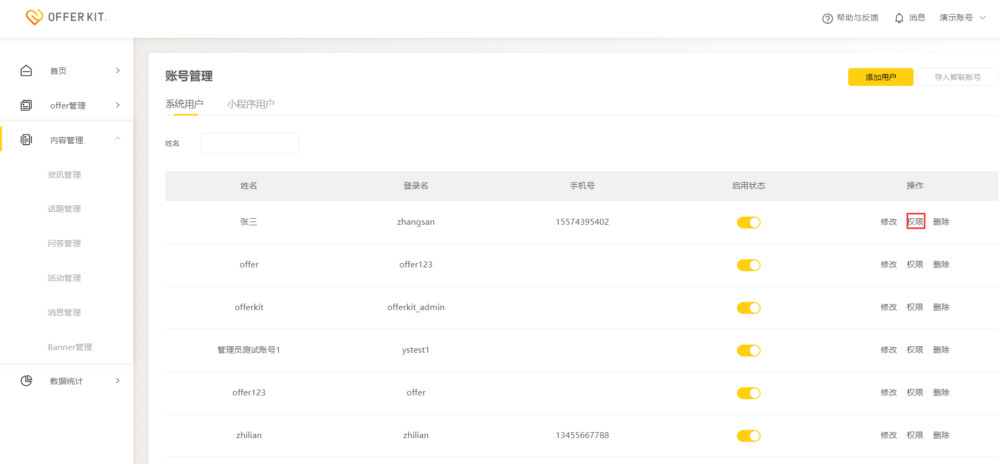 OFFER KIT.
帮助与反馈 消息 演示账号
首页
offer管理
内容管理
资讯管理
话题管理
问答管理
活动管理
消息管理
Banner管理
数据统计
账号管理
添加用户 导入智联账号
系统用户 小程序用户
姓名
姓名 登录名 手机号 启用状态 操作
张三 zhangsan 15574395402 修改 权限 删除
offer offer123 修改 权限 删除
offerkit offerkit_admin 修改 权限 删除
管理员测试账号1 ystest1 修改 权限 删除
offer123 offer 修改 权限 删除
zhilian zhilian 13455667788 修改 权限 删除